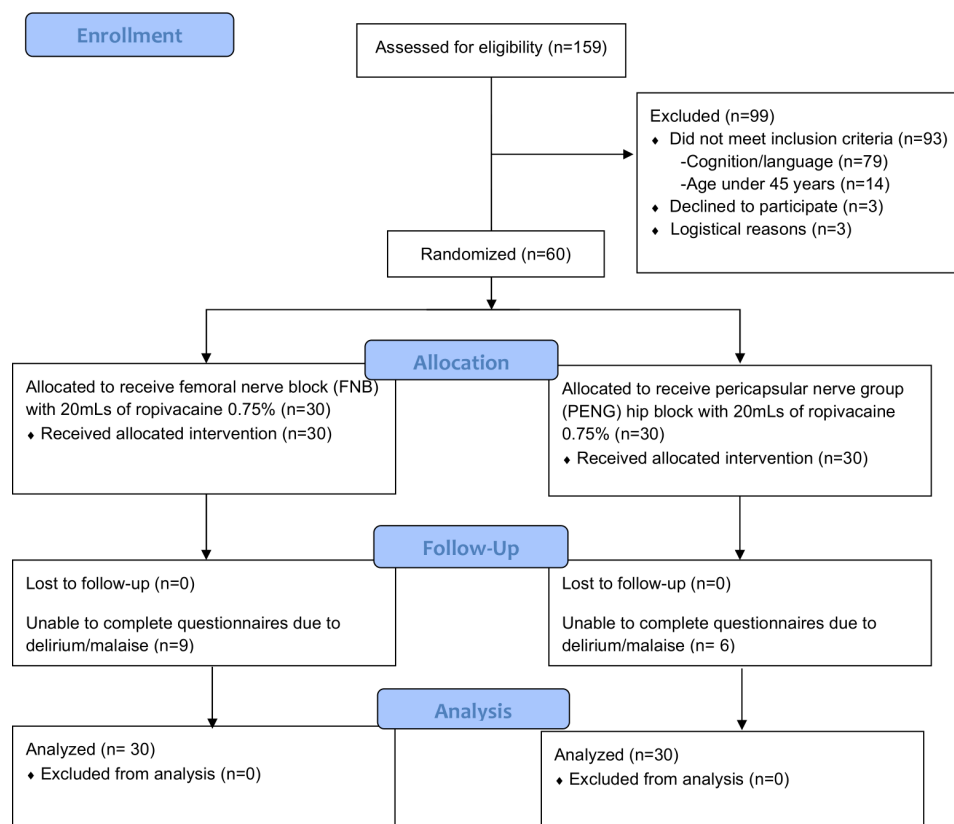 Enrollment
Assessed for eligibility (n=159)
Excluded (n=99)
♦ Did not meet inclusion criteria (n=93)
-Cognition/language (n=79)
-Age under 45 years (n=14)
♦ Declined to participate (n=3)
♦ Logistical reasons (n=3)
Randomized (n=60)
Allocation
Allocated to receive femoral nerve block (FNB)
with 20mLs of ropivacaine 0.75% (n=30)
♦ Received allocated intervention (n=30)
Allocated to receive pericapsular nerve group
(PENG) hip block with 20mLs of ropivacaine
0.75% (n=30)
♦ Received allocated intervention (n=30)
Follow-Up
Lost to follow-up (n=0)
Unable to complete questionnaires due to
delirium/malaise (n=9)
Lost to follow-up (n=0)
Unable to complete questionnaires due to
delirium/malaise (n= 6)
Analysis
Analyzed (n= 30)
♦ Excluded from analysis (n=0)
Analyzed (n=30)
♦ Excluded from analysis (n=0)